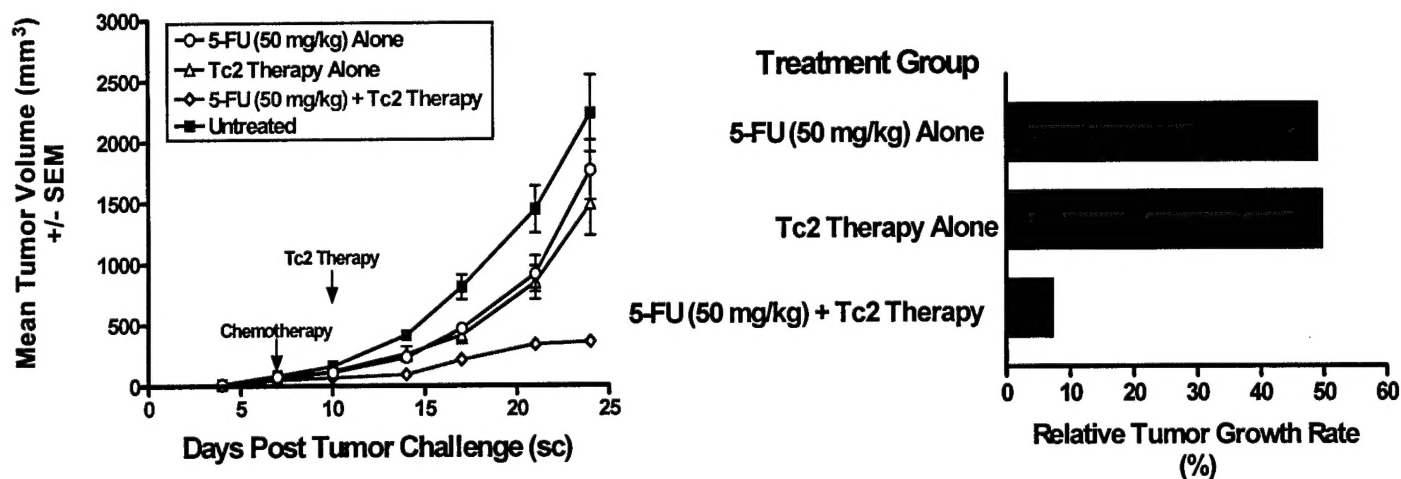 Mean Tumor Volume (mm³)
+/- SEM
3000
2500
2000
1500
1000
500
0
5-FU (50 mg/kg) Alone
Tc2 Therapy Alone
5-FU (50 mg/kg) + Tc2 Therapy
Untreated
Tc2 Therapy
Chemotherapy
0 5 10 15 20 25
Days Post Tumor Challenge (sc)
Treatment Group
5-FU (50 mg/kg) Alone
Tc2 Therapy Alone
5-FU (50 mg/kg) + Tc2 Therapy
0 10 20 30 40 50 60
Relative Tumor Growth Rate
(%)